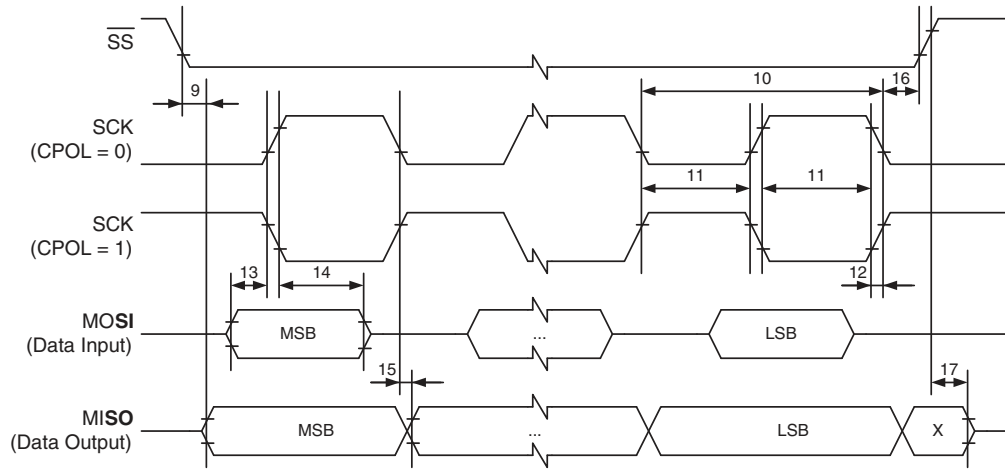 SS
9
10
16
SCK
(CPOL = 0)
11
11
SCK
(CPOL = 1)
13
14
12
MOSI
(Data Input)
MSB
...
LSB
15
17
MISO
(Data Output)
MSB
...
LSB
X